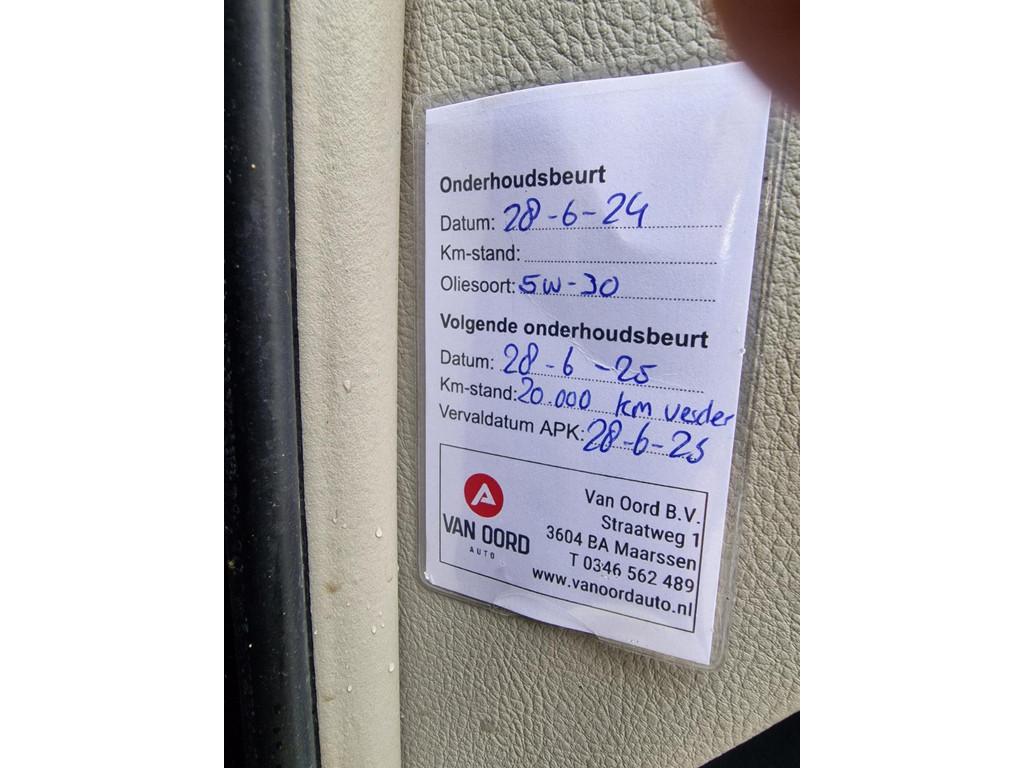 Onderhoudsbeurt
Datum: 28-6-24
Km-stand:
Oliesoort: 5W-30
Volgende onderhoudsbeurt
Datum: 28-6-25
Km-stand: 20.000 km verder
Vervaldatum APK: 28-6-25
A
VAN OORD
AUTO
Van Oord B.V.
Straatweg 1
3604 BA Maarssen
T 0346 562 489
www.vanoordauto.nl